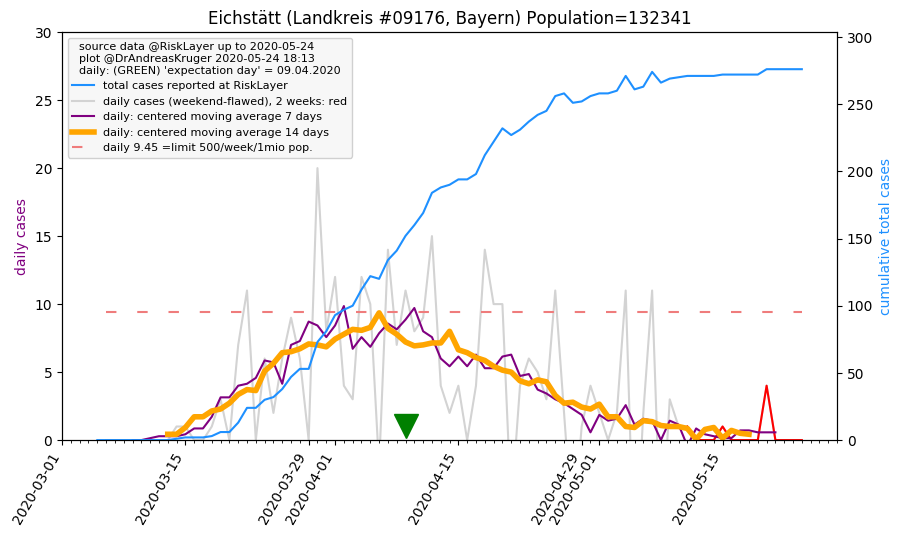 Eichstätt (Landkreis #09176, Bayern) Population=132341
source data @RiskLayer up to 2020-05-24
plot @DrAndreasKruger 2020-05-24 18:13
daily: (GREEN) 'expectation day' = 09.04.2020
total cases reported at RiskLayer
daily cases (weekend-flawed), 2 weeks: red
daily: centered moving average 7 days
daily: centered moving average 14 days
daily 9.45 =limit 500/week/1mio pop.
daily cases
30
25
20
15
10
5
0
cumulative total cases
300
250
200
150
100
50
0
2020-03-01
2020-03-15
2020-03-29
2020-04-01
2020-04-15
2020-04-29
2020-05-01
2020-05-15